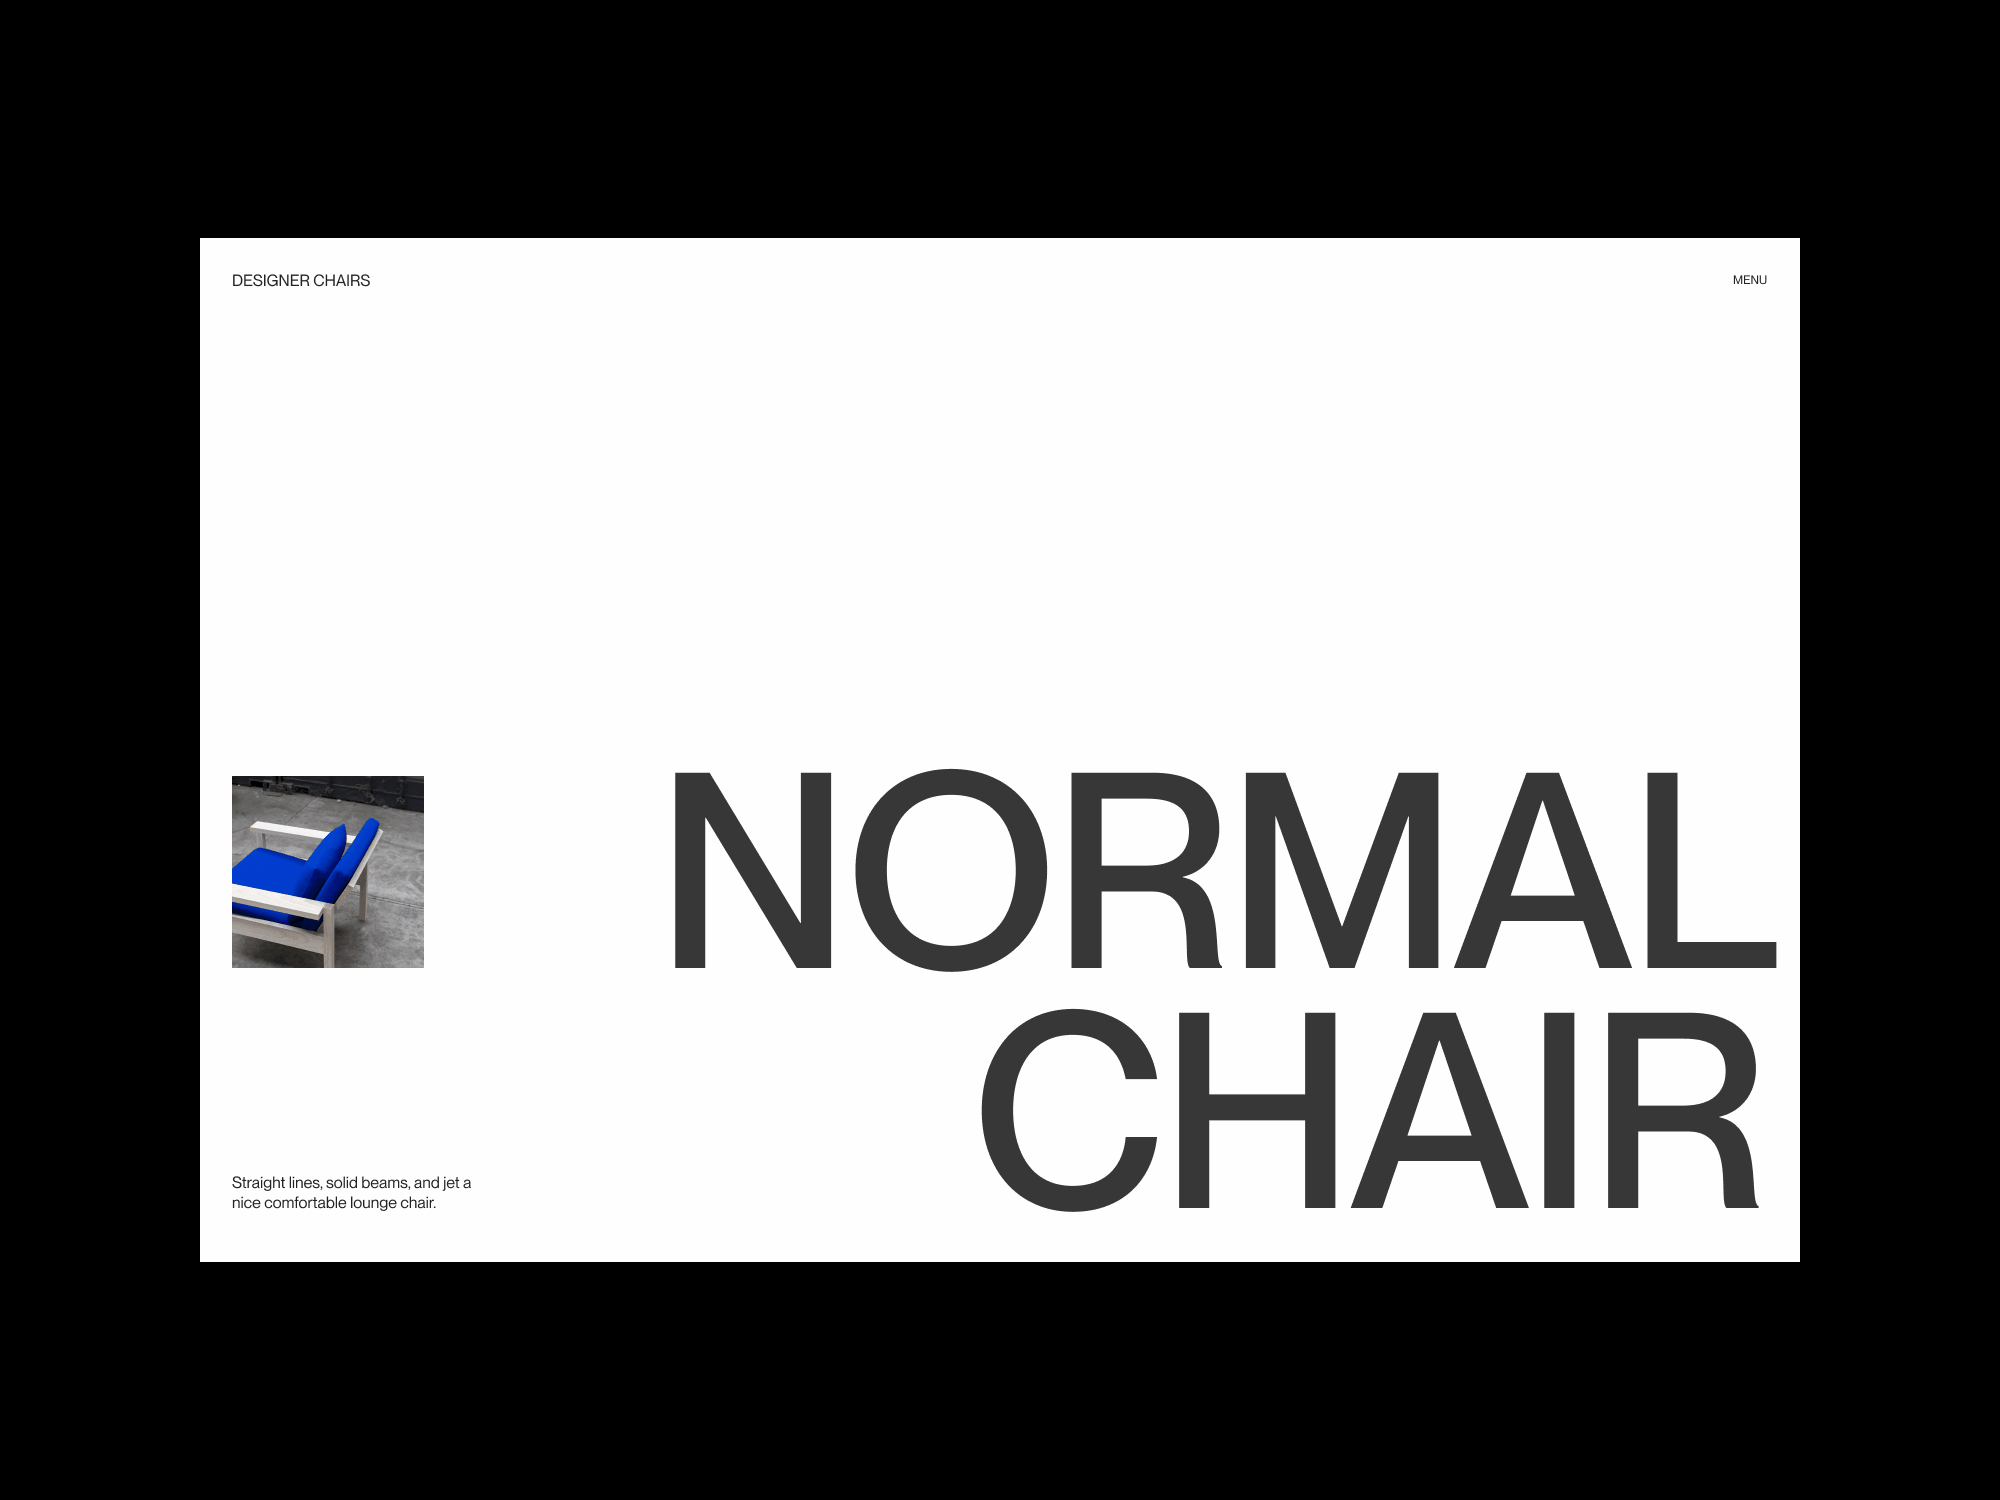 DESIGNER CHAIRS
MENU
NORMAL
CHAIR
Straight lines, solid beams, and jet a
nice comfortable lounge chair.